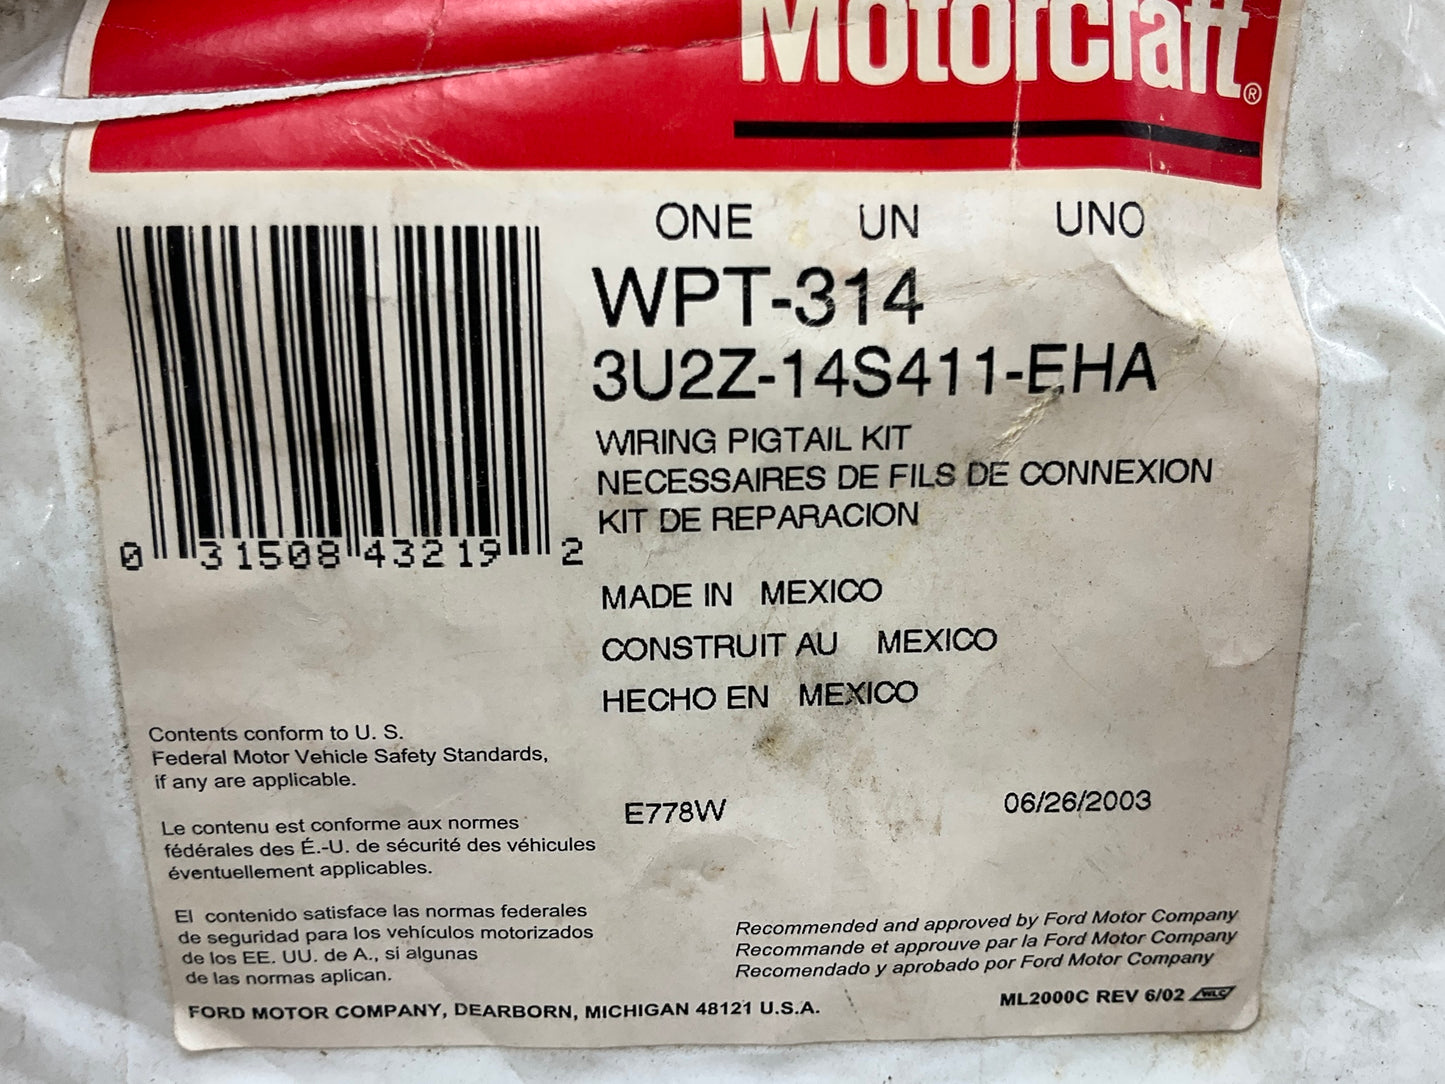 Motorcraft®
ONE UN UNO
WPT-314
3U2Z-14S411-EHA
WIRING PIGTAIL KIT
NECESSAIRES DE FILS DE CONNEXION
KIT DE REPARACION
0 31508 43219 2
MADE IN MEXICO
CONSTRUIT AU MEXICO
HECHO EN MEXICO
Contents conform to U. S.
Federal Motor Vehicle Safety Standards,
if any are applicable.
E778W 06/26/2003
Le contenu est conforme aux normes
fédérales des É.-U. de sécurité des véhicules
éventuellement applicables.
El contenido satisface las normas federales
de seguridad para los vehículos motorizados
de los EE. UU. de A., si algunas
de las normas aplican.
Recommended and approved by Ford Motor Company
Recommande et approuve par la Ford Motor Company
Recomendado y aprobado por Ford Motor Company
FORD MOTOR COMPANY, DEARBORN, MICHIGAN 48121 U.S.A.
ML2000C REV 6/02 WLC